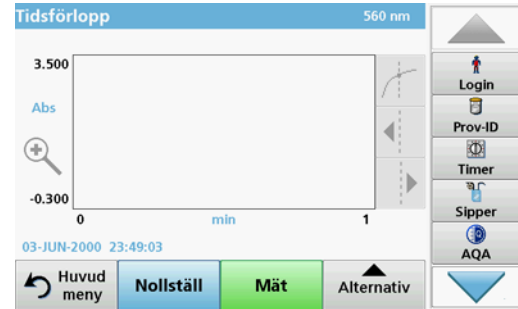 Tidsförlopp 560 nm
3.500
Abs
-0.300
0 min 1
03-JUN-2000 23:49:03
Huvud
meny
Nollställ
Mät
Alternativ
Login
Prov-ID
Timer
Sipper
AQA